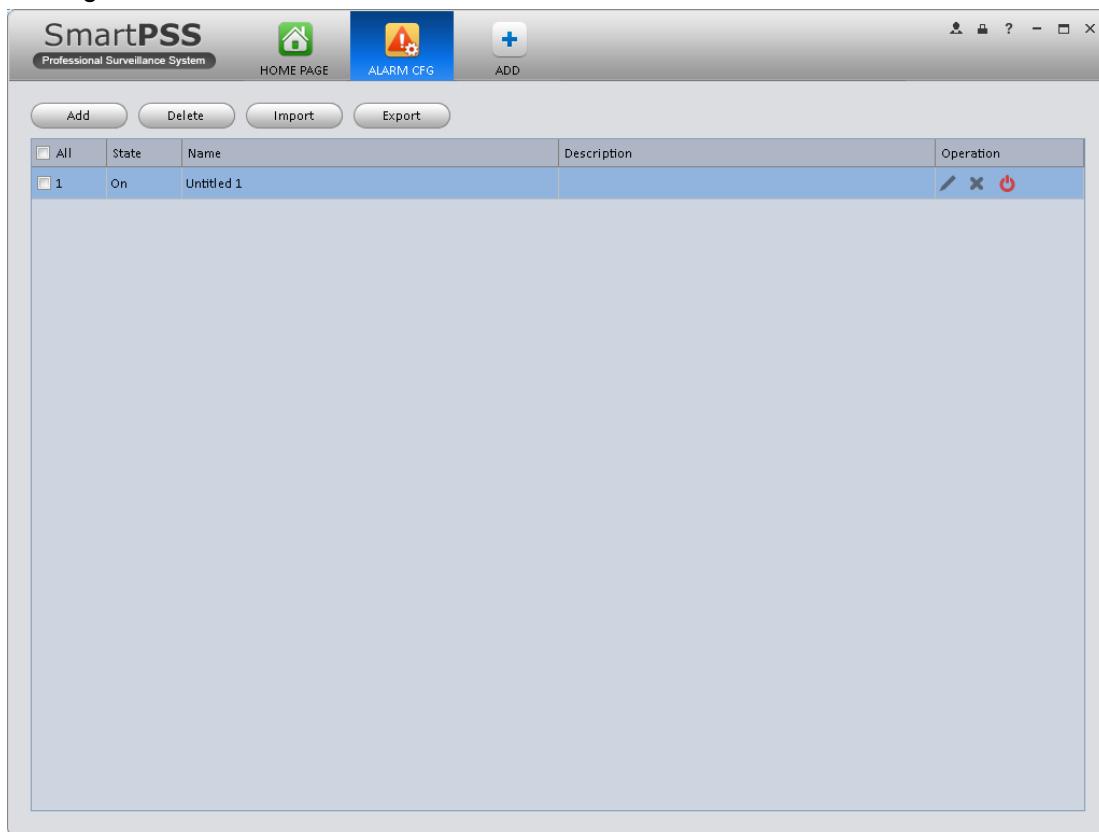 SmartPSS
Professional Surveillance System
HOME PAGE
ALARM CFG
ADD
?
Add
Delete
Import
Export
All State Name Description Operation
1 On Untitled 1